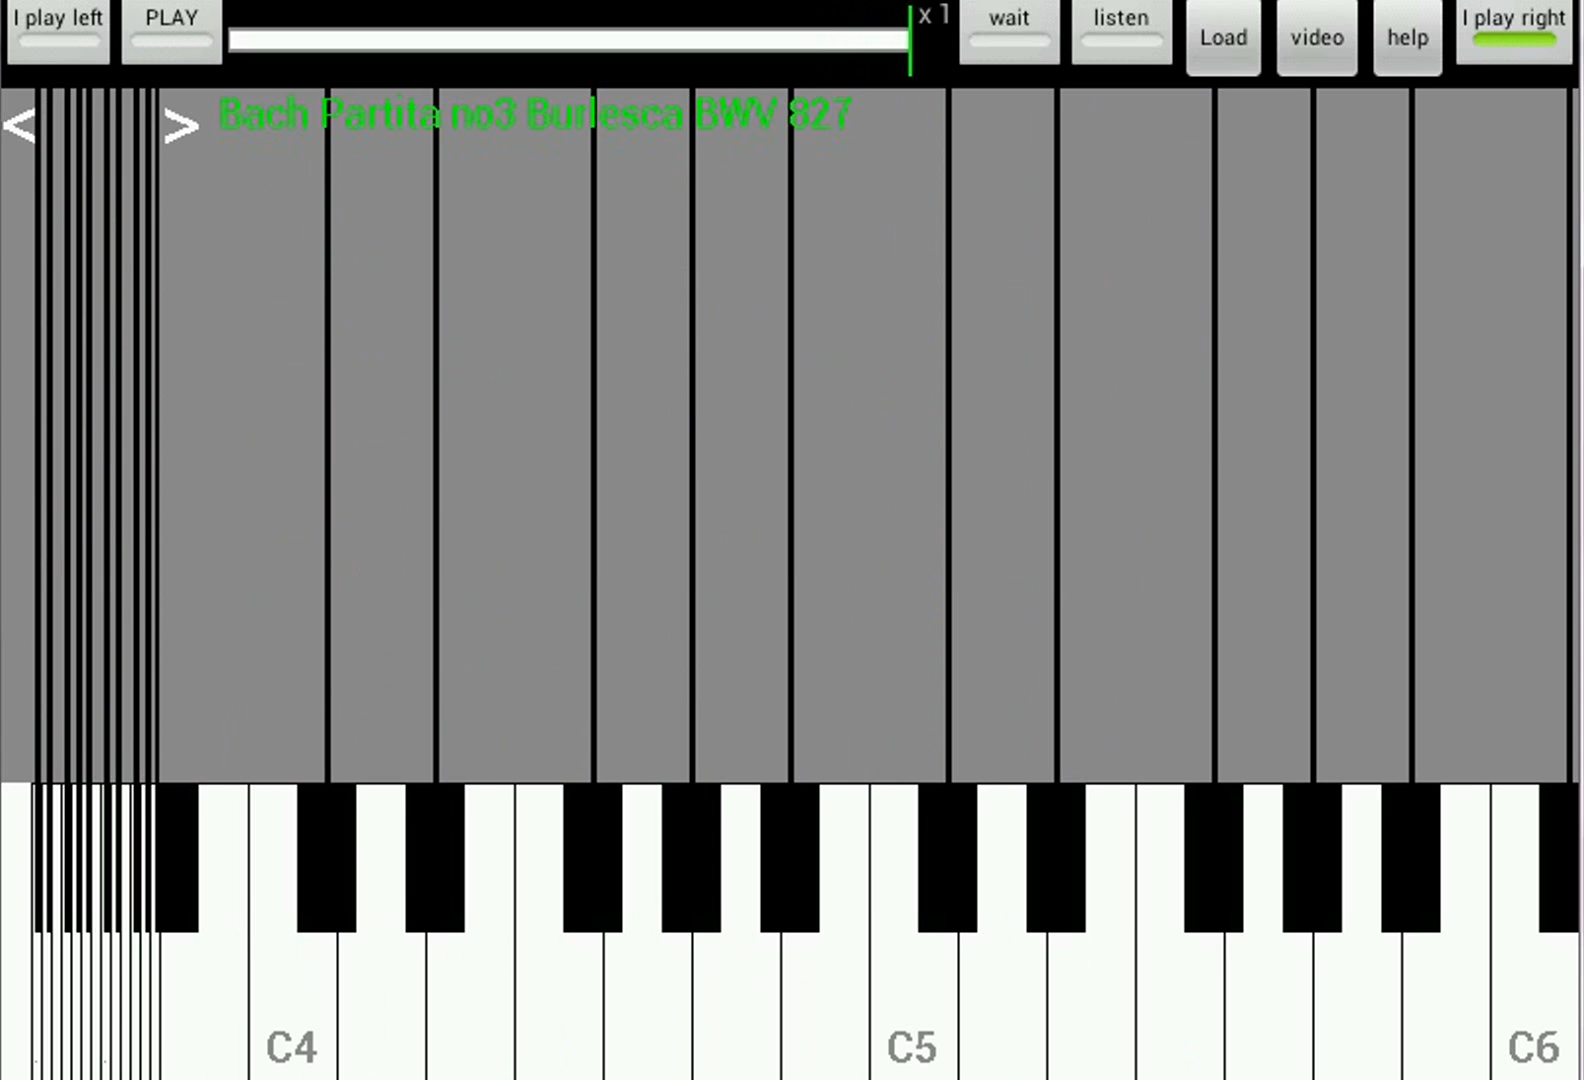 I play left PLAY x 1 wait listen Load video help I play right
< > Bach Partita no3 Burlesca BWV 827
C4 C5 C6